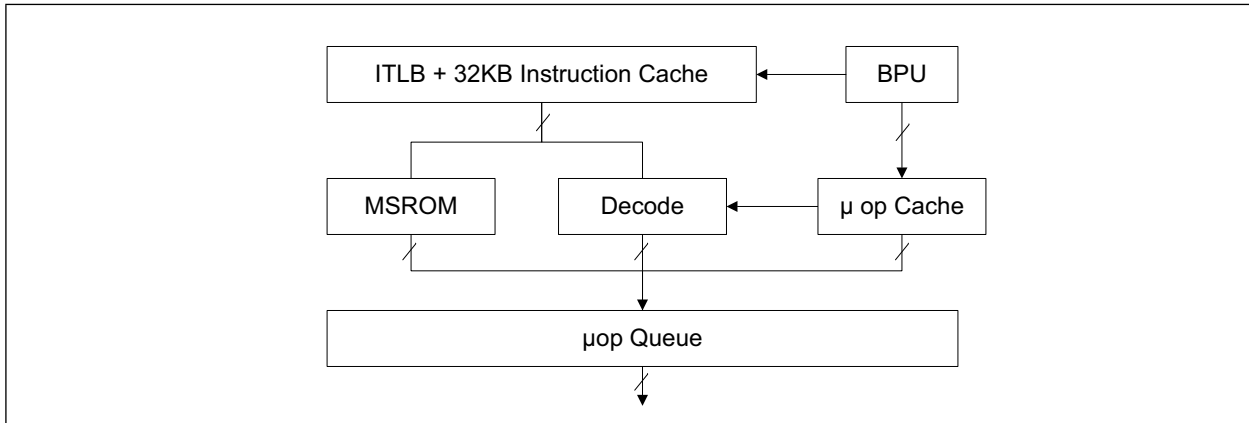 ITLB + 32KB Instruction Cache
BPU
MSROM
Decode
µ op Cache
µop Queue